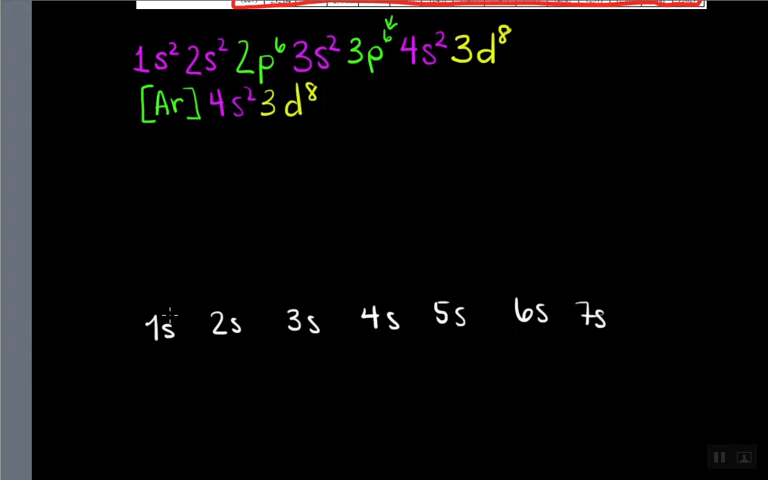 1s² 2s² 2p⁶ 3s² 3p⁶ 4s² 3d⁸
[Ar] 4s² 3d⁸
1s 2s 3s 4s 5s 6s 7s